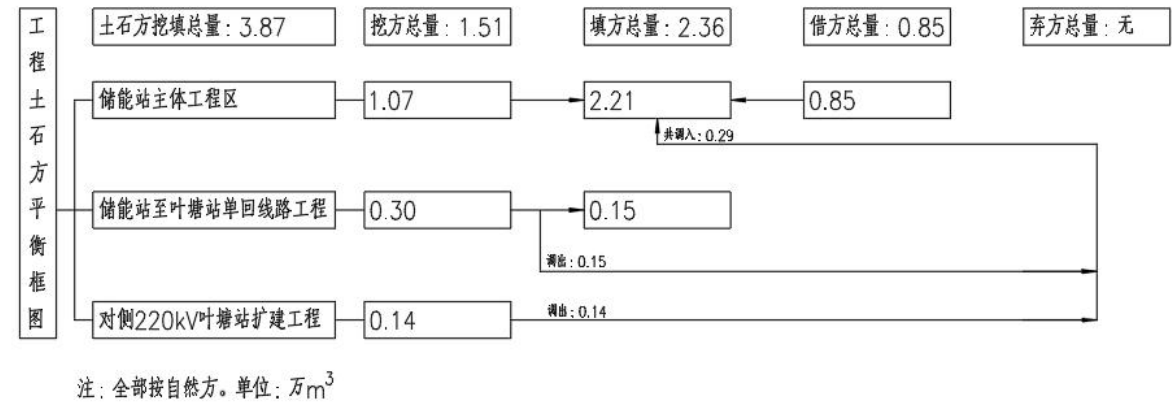 工程土石方平衡框图
土石方挖填总量: 3.87
挖方总量: 1.51
填方总量: 2.36
借方总量: 0.85
弃方总量: 无
储能站主体工程区
1.07
2.21
0.85
共调入: 0.29
储能站至叶塘站单回线路工程
0.30
0.15
调出: 0.15
对侧220kV叶塘站扩建工程
0.14
调出: 0.14
注: 全部按自然方。单位: 万m³